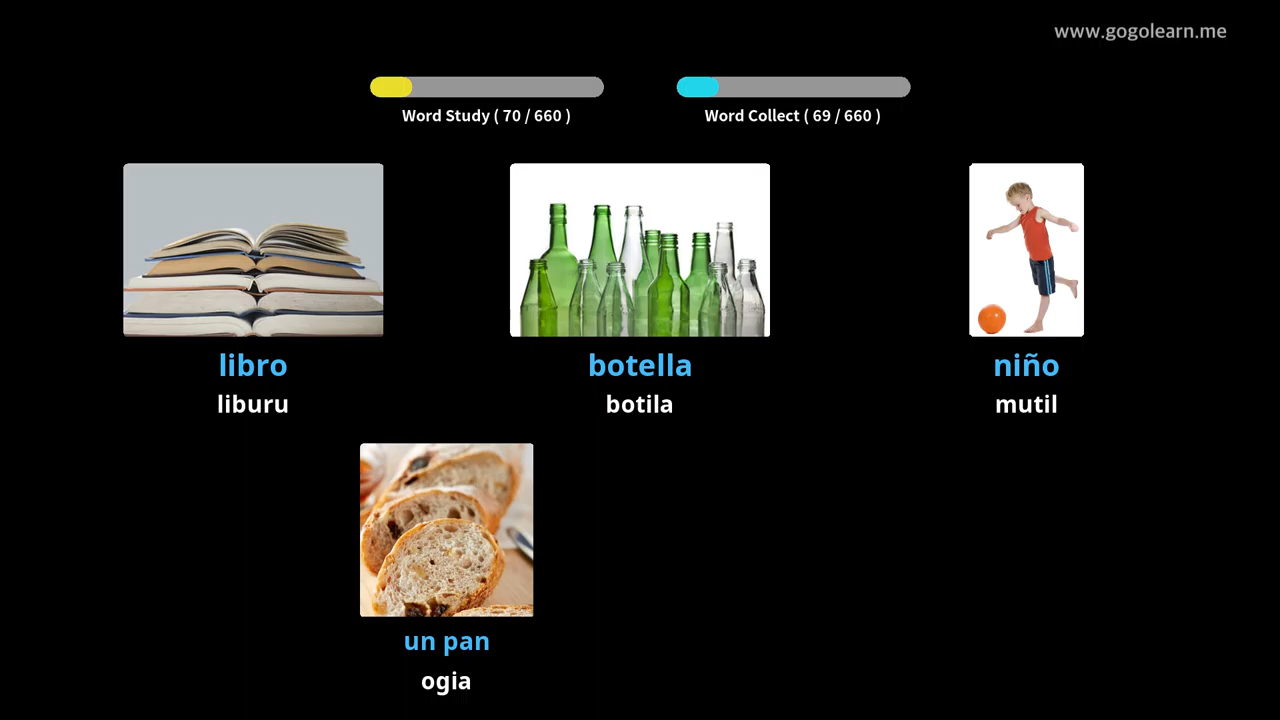 www.gogolearn.me
Word Study ( 70 / 660 )
Word Collect ( 69 / 660 )
libro
liburu
botella
botila
niño
mutil
un pan
ogia